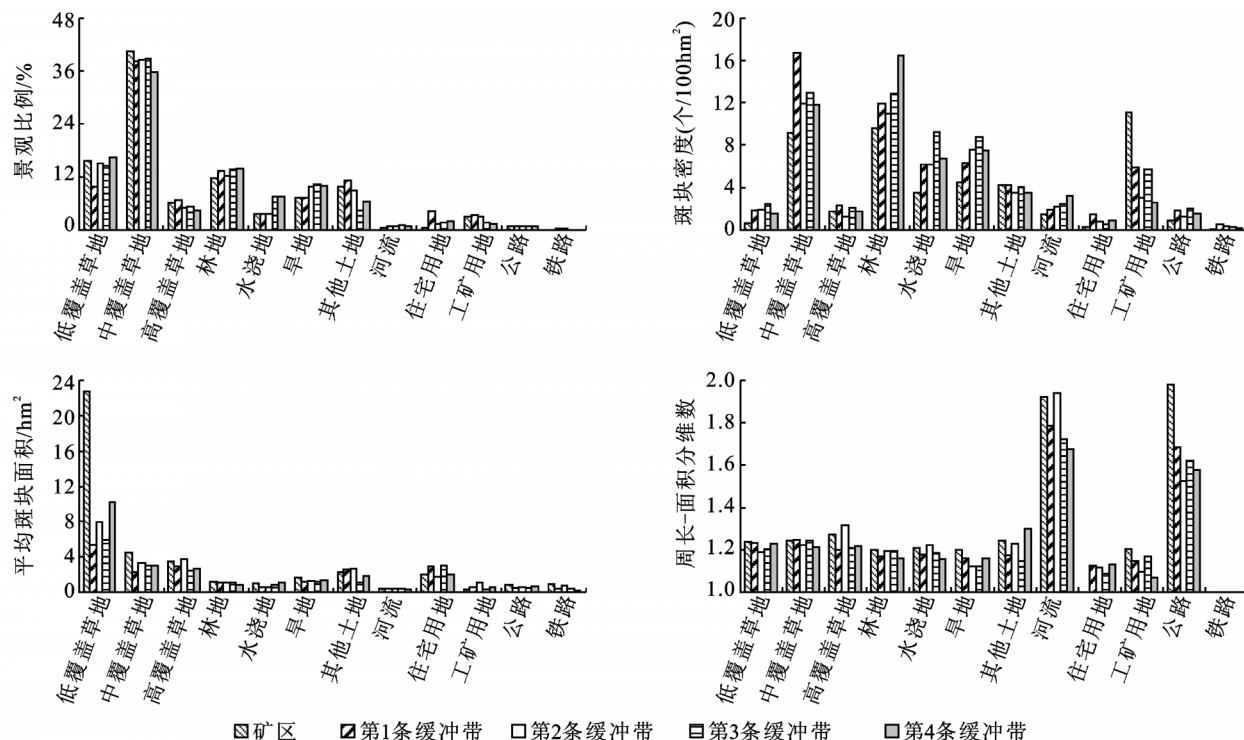 景观比例/%
48
36
24
12
0
低覆盖草地
中覆盖草地
高覆盖草地
林地
水浇地
旱地
其他土地
河流
住宅用地
工矿用地
公路
铁路
斑块密度(个/100hm²)
20
16
12
8
4
0
低覆盖草地
中覆盖草地
高覆盖草地
林地
水浇地
旱地
其他土地
河流
住宅用地
工矿用地
公路
铁路
平均斑块面积/hm²
24
20
16
12
8
4
0
低覆盖草地
中覆盖草地
高覆盖草地
林地
水浇地
旱地
其他土地
河流
住宅用地
工矿用地
公路
铁路
周长-面积分维数
2.0
1.8
1.6
1.4
1.2
1.0
低覆盖草地
中覆盖草地
高覆盖草地
林地
水浇地
旱地
其他土地
河流
住宅用地
工矿用地
公路
铁路
矿区 第1条缓冲带 第2条缓冲带 第3条缓冲带 第4条缓冲带